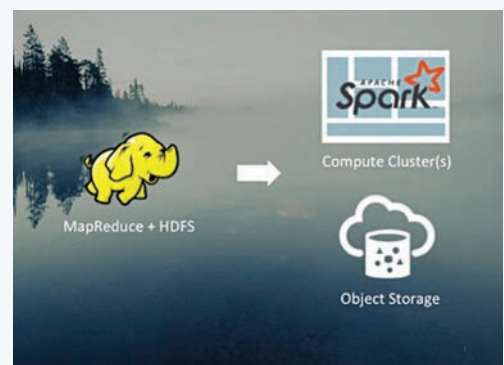 MapReduce + HDFS
APACHE
Spark
Compute Cluster(s)
Object Storage